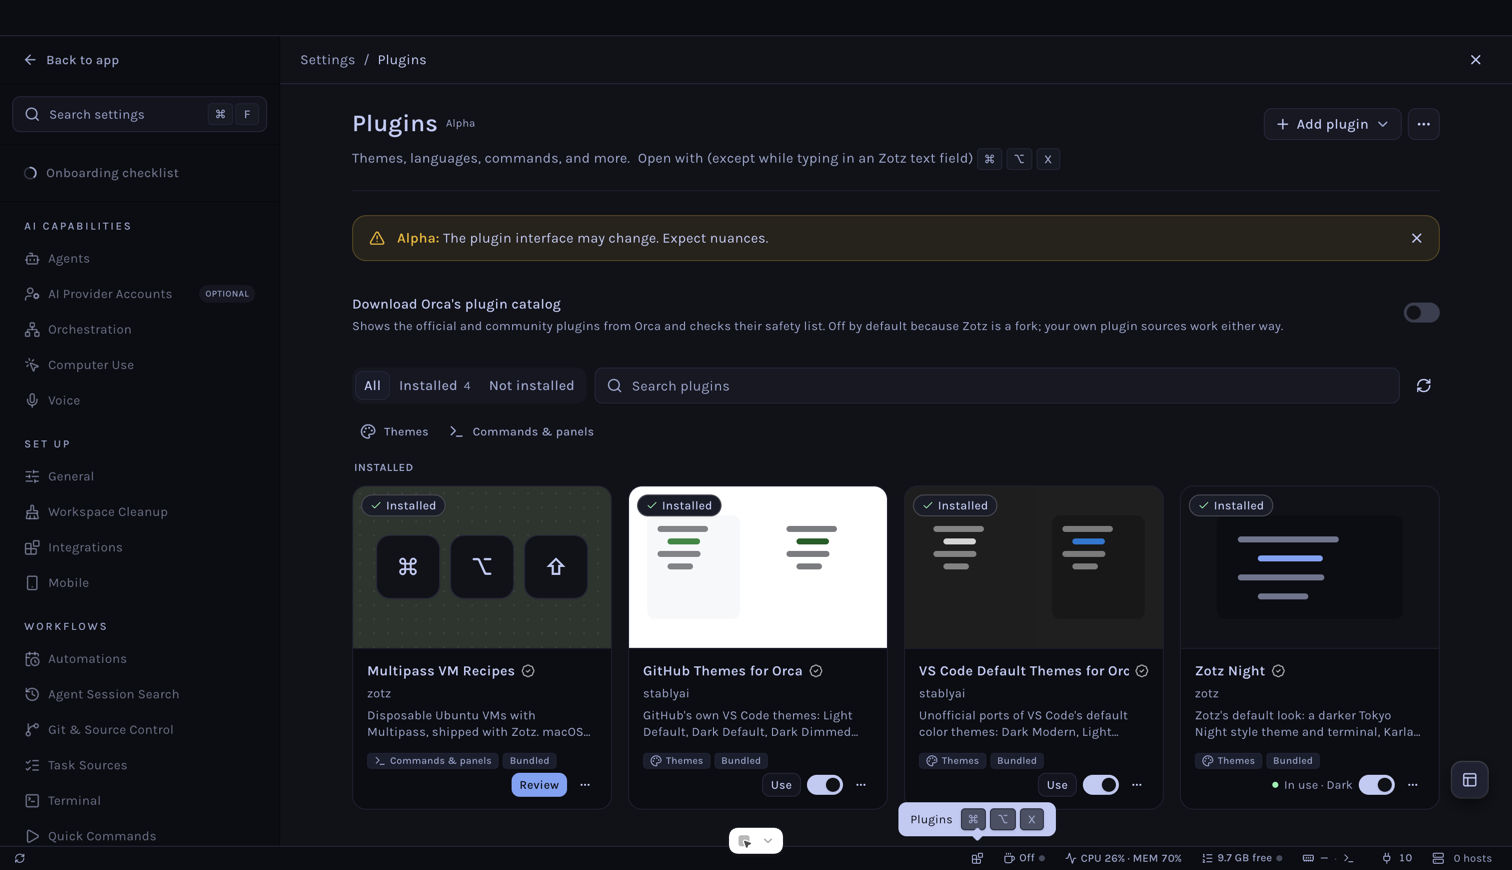 Back to app
Settings / Plugins
Search settings ⌘ F
Onboarding checklist
AI CAPABILITIES
Agents
AI Provider Accounts OPTIONAL
Orchestration
Computer Use
Voice
SET UP
General
Workspace Cleanup
Integrations
Mobile
WORKFLOWS
Automations
Agent Session Search
Git & Source Control
Task Sources
Terminal
Quick Commands
Plugins Alpha
Add plugin
Themes, languages, commands, and more. Open with (except while typing in an Zotz text field) ⌘ ⌥ X
Alpha: The plugin interface may change. Expect nuances.
Download Orca's plugin catalog
Shows the official and community plugins from Orca and checks their safety list. Off by default because Zotz is a fork; your own plugin sources work either way.
All Installed 4 Not installed
Search plugins
Themes Commands & panels
INSTALLED
Installed
⌘ ⌥ ⇧
Multipass VM Recipes
zotz
Disposable Ubuntu VMs with
Multipass, shipped with Zotz. macOS...
Commands & panels Bundled
Review
Installed
GitHub Themes for Orca
stablyai
GitHub's own VS Code themes: Light
Default, Dark Default, Dark Dimmed...
Themes Bundled
Use
Installed
VS Code Default Themes for Orc
stablyai
Unofficial ports of VS Code's default
color themes: Dark Modern, Light...
Themes Bundled
Use
Installed
Zotz Night
zotz
Zotz's default look: a darker Tokyo
Night style theme and terminal, Karla...
Themes Bundled
In use · Dark
Plugins ⌘ ⌥ X
Off
CPU 26% · MEM 70%
9.7 GB free
— ·
10
0 hosts